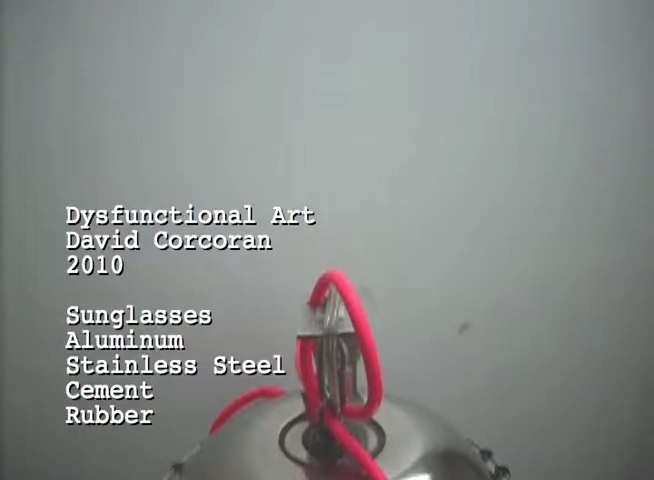 Dysfunctional Art
David Corcoran
2010
Sunglasses
Aluminum
Stainless Steel
Cement
Rubber